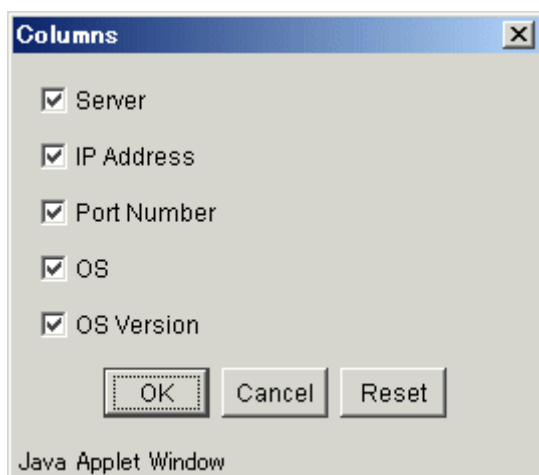 Columns
Server
IP Address
Port Number
OS
OS Version
OK Cancel Reset
Java Applet Window